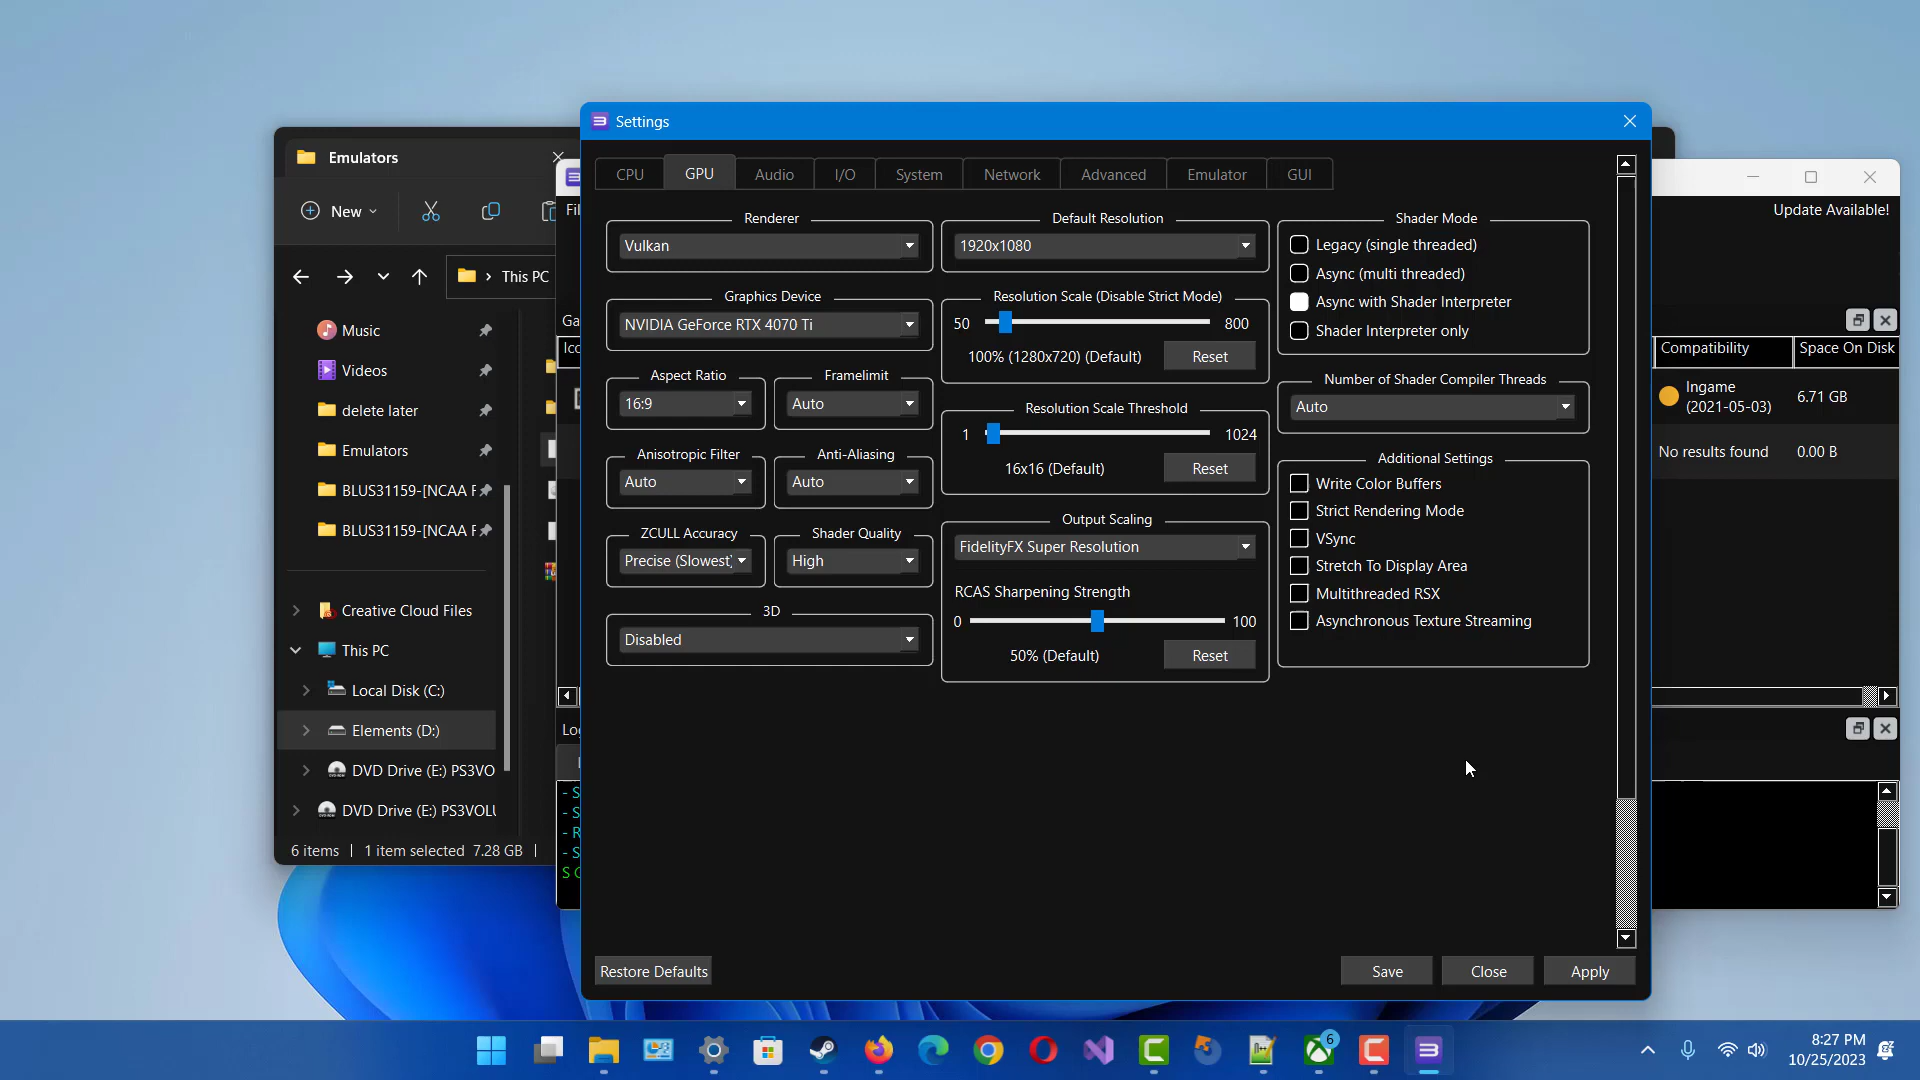 Emulators
New
This PC
Music
Videos
delete later
Emulators
BLUS31159-[NCAA F
BLUS31159-[NCAA F
Creative Cloud Files
This PC
Local Disk (C:)
Elements (D:)
DVD Drive (E:) PS3VO
DVD Drive (E:) PS3VOLU
6 items | 1 item selected 7.28 GB |
Fil
Ga
Ico
Lo
- S
- S
- R
- S
S
Settings
CPU GPU Audio I/O System Network Advanced Emulator GUI
Renderer
Vulkan
Graphics Device
NVIDIA GeForce RTX 4070 Ti
Aspect Ratio
16:9
Framelimit
Auto
Anisotropic Filter
Auto
Anti-Aliasing
Auto
ZCULL Accuracy
Precise (Slowest)
Shader Quality
High
3D
Disabled
Default Resolution
1920x1080
Resolution Scale (Disable Strict Mode)
50 800
100% (1280x720) (Default) Reset
Resolution Scale Threshold
1 1024
16x16 (Default) Reset
Output Scaling
FidelityFX Super Resolution
RCAS Sharpening Strength
0 100
50% (Default) Reset
Shader Mode
Legacy (single threaded)
Async (multi threaded)
Async with Shader Interpreter
Shader Interpreter only
Number of Shader Compiler Threads
Auto
Additional Settings
Write Color Buffers
Strict Rendering Mode
VSync
Stretch To Display Area
Multithreaded RSX
Asynchronous Texture Streaming
Restore Defaults Save Close Apply
Update Available!
Compatibility Space On Disk
Ingame
(2021-05-03) 6.71 GB
No results found 0.00 B
6
8:27 PM
10/25/2023